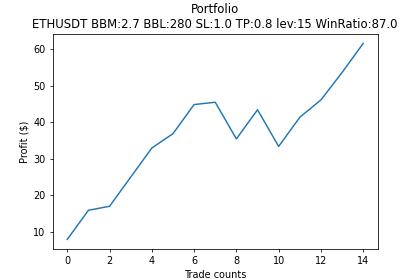 Portfolio
ETHUSDT BBM:2.7 BBL:280 SL:1.0 TP:0.8 lev:15 WinRatio:87.0
60
50
40
30
20
10
Profit ($)
0 2 4 6 8 10 12 14
Trade counts